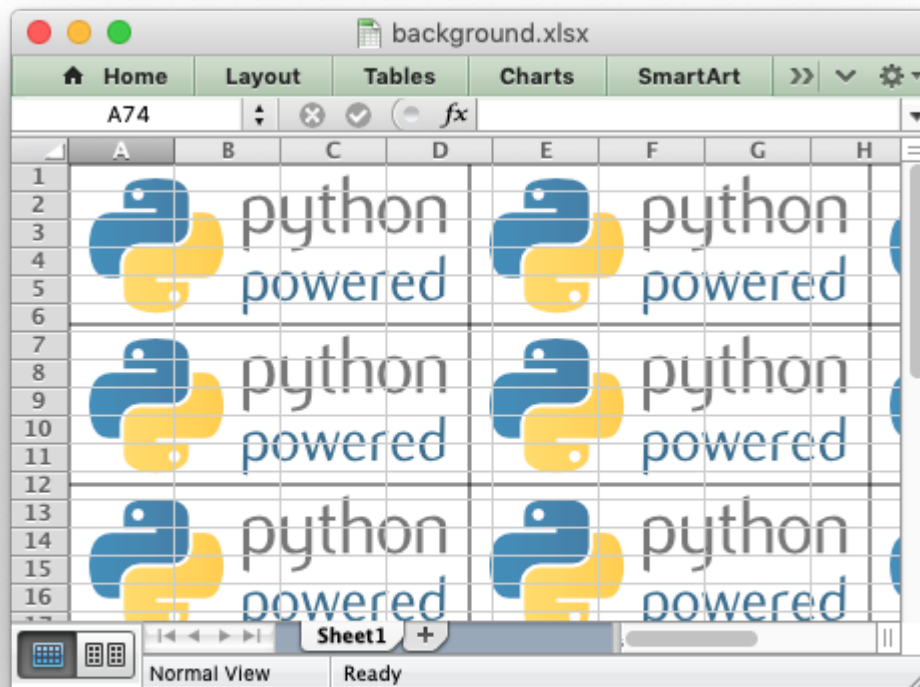 background.xlsx
Home Layout Tables Charts SmartArt
A74 fx
A B C D E F G H
1
2 python python
3
4
5 powered powered
6
7
8 python python
9
10
11 powered powered
12
13
14 python python
15
16 powered powered
Sheet1 +
Normal View Ready